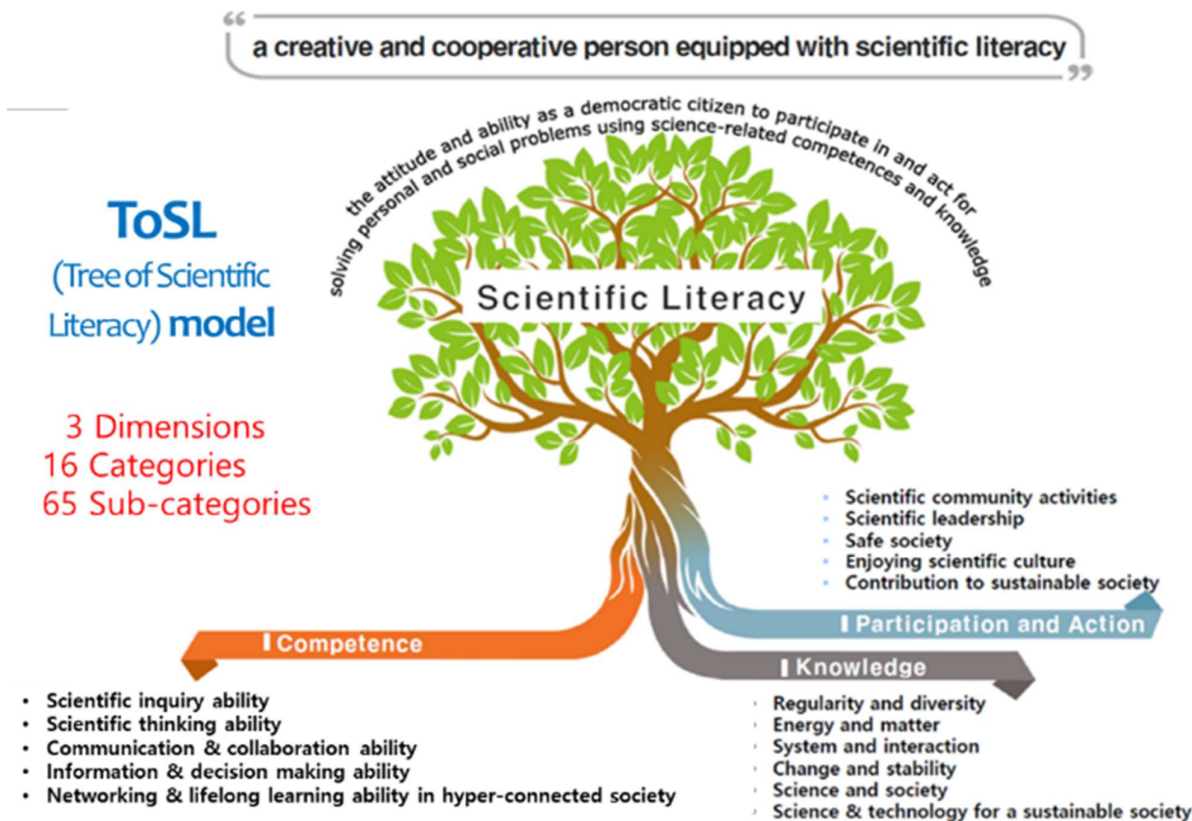 “
a creative and cooperative person equipped with scientific literacy
”
the attitude and ability as a democratic citizen to participate in and act for
solving personal and social problems using science-related competences and knowledge
ToSL
(Tree of Scientific
Literacy) model
Scientific Literacy
3 Dimensions
16 Categories
65 Sub-categories
• Scientific community activities
• Scientific leadership
• Safe society
• Enjoying scientific culture
• Contribution to sustainable society
Participation and Action
Competence
• Scientific inquiry ability
• Scientific thinking ability
• Communication & collaboration ability
• Information & decision making ability
• Networking & lifelong learning ability in hyper-connected society
Knowledge
Regularity and diversity
Energy and matter
System and interaction
Change and stability
Science and society
Science & technology for a sustainable society